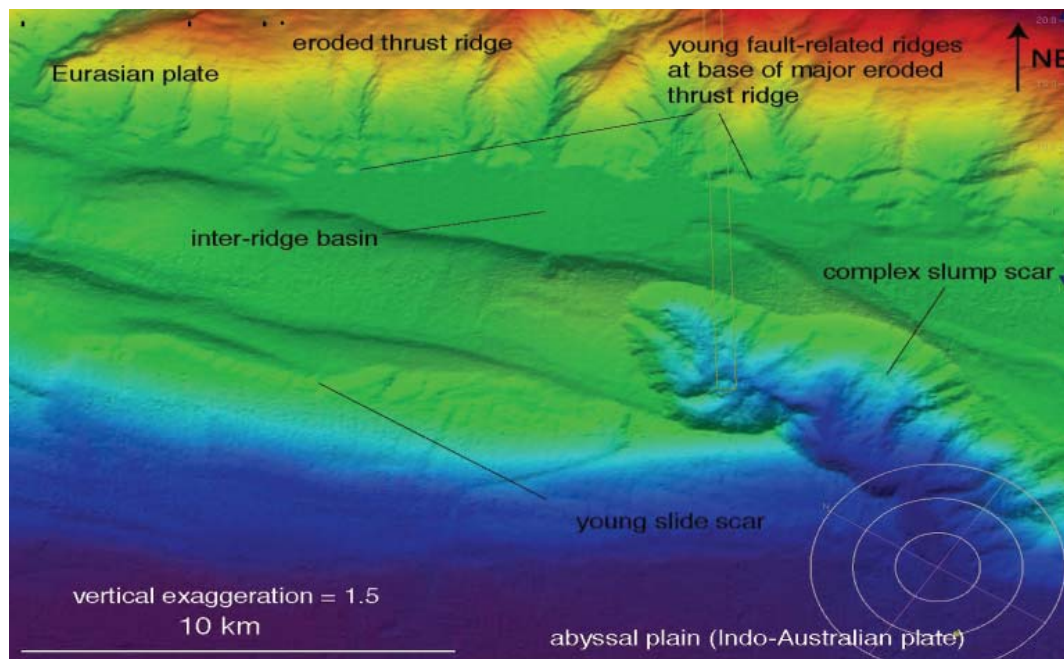 eroded thrust ridge
young fault-related ridges
at base of major eroded
thrust ridge
NE
Eurasian plate
inter-ridge basin
complex slump scar
young slide scar
vertical exaggeration = 1.5
10 km
abyssal plain (Indo-Australian plate)